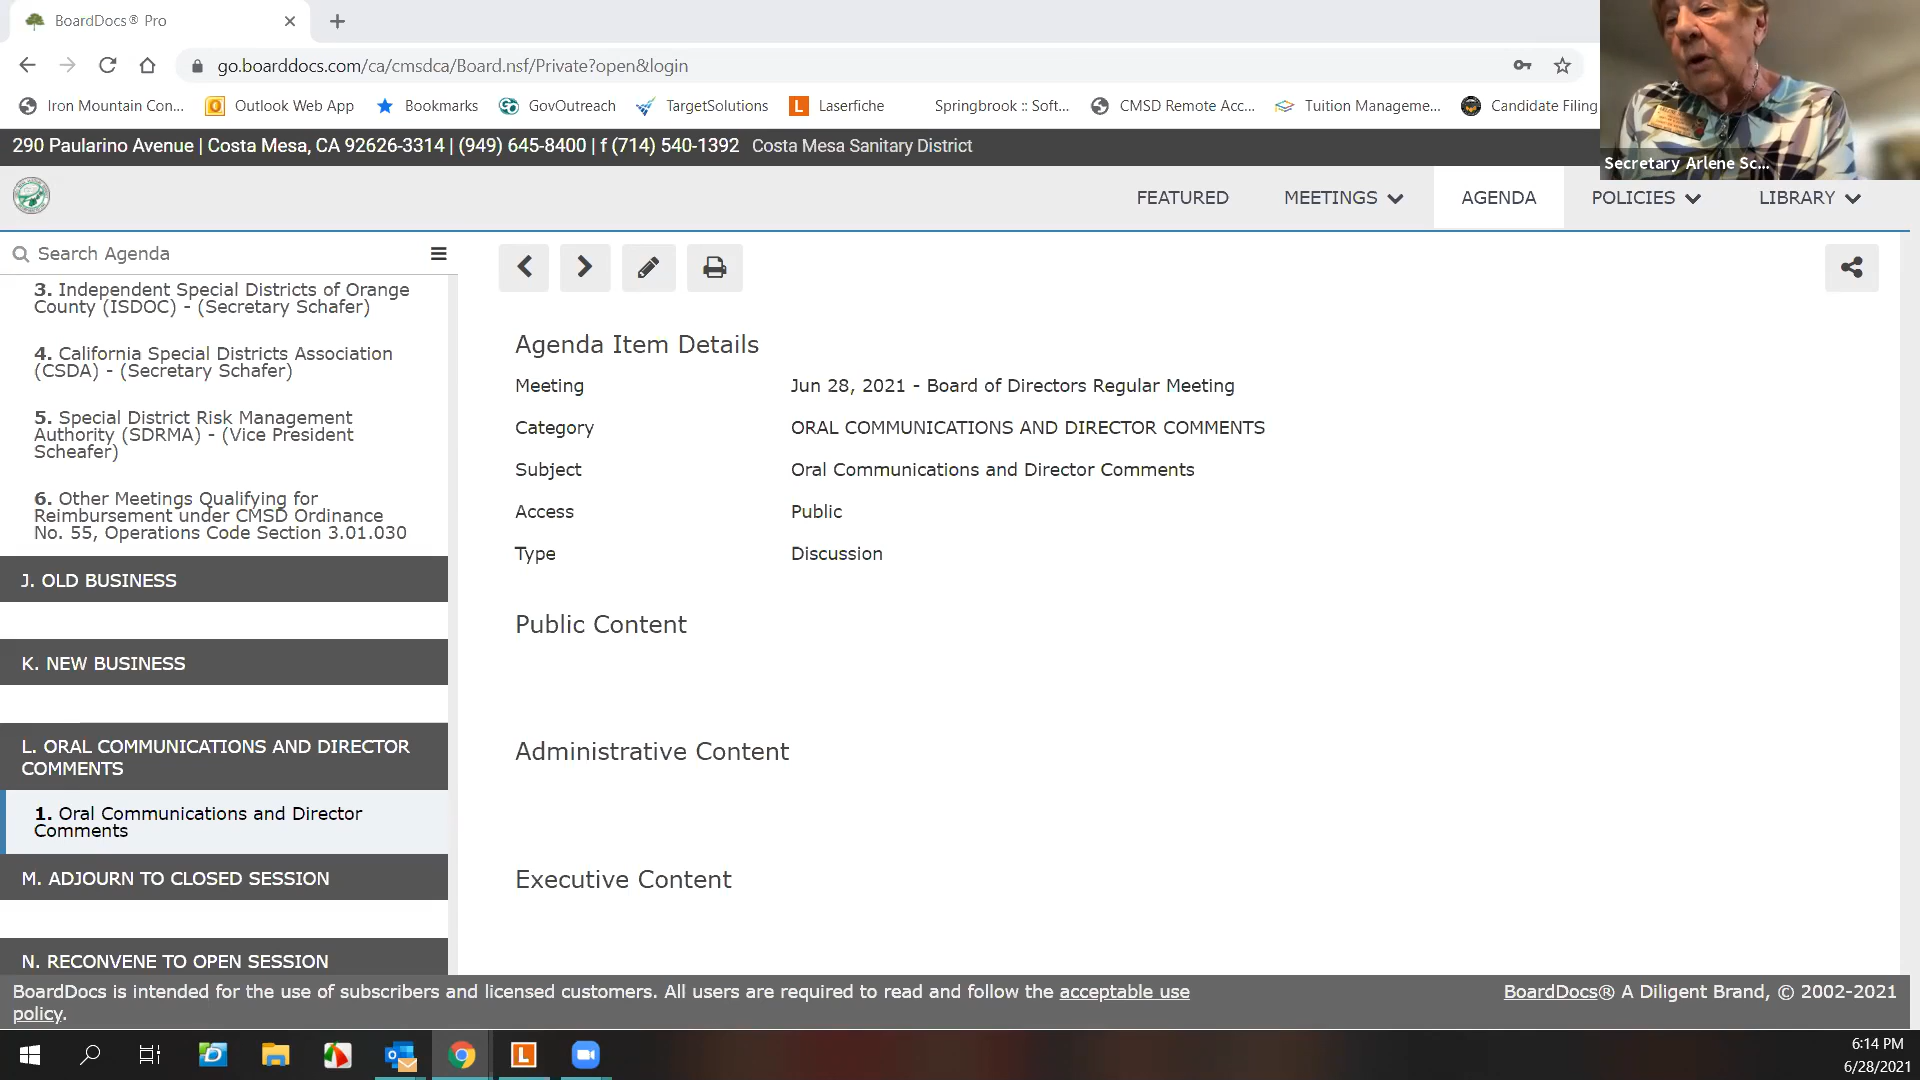 BoardDocs® Pro
go.boarddocs.com/ca/cmsdca/Board.nsf/Private?open&login
Iron Mountain Con... Outlook Web App Bookmarks GovOutreach TargetSolutions Laserfiche Springbrook :: Soft... CMSD Remote Acc... Tuition Manageme... Candidate Filing
290 Paularino Avenue | Costa Mesa, CA 92626-3314 | (949) 645-8400 | f (714) 540-1392 Costa Mesa Sanitary District
Secretary Arlene Sc...
FEATURED MEETINGS AGENDA POLICIES LIBRARY
Search Agenda
3. Independent Special Districts of Orange
County (ISDOC) - (Secretary Schafer)
4. California Special Districts Association
(CSDA) - (Secretary Schafer)
5. Special District Risk Management
Authority (SDRMA) - (Vice President
Scheafer)
6. Other Meetings Qualifying for
Reimbursement under CMSD Ordinance
No. 55, Operations Code Section 3.01.030
J. OLD BUSINESS
K. NEW BUSINESS
L. ORAL COMMUNICATIONS AND DIRECTOR
COMMENTS
1. Oral Communications and Director
Comments
M. ADJOURN TO CLOSED SESSION
N. RECONVENE TO OPEN SESSION
Agenda Item Details
Meeting Jun 28, 2021 - Board of Directors Regular Meeting
Category ORAL COMMUNICATIONS AND DIRECTOR COMMENTS
Subject Oral Communications and Director Comments
Access Public
Type Discussion
Public Content
Administrative Content
Executive Content
BoardDocs is intended for the use of subscribers and licensed customers. All users are required to read and follow the acceptable use
policy.
BoardDocs® A Diligent Brand, © 2002-2021
6:14 PM
6/28/2021